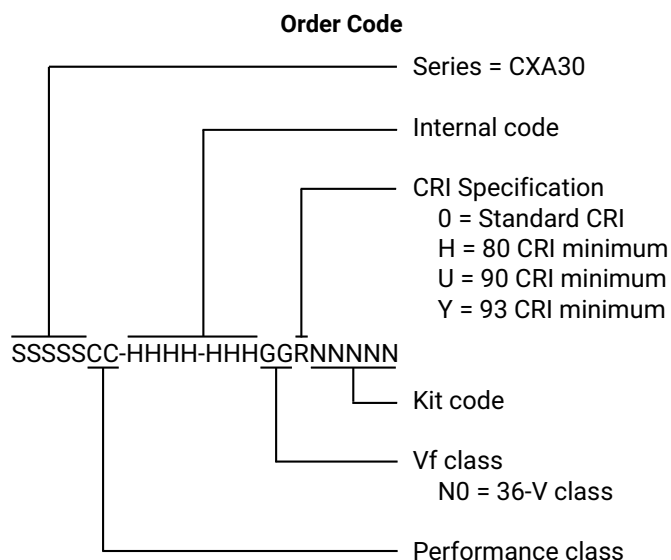 Order Code
Series = CXA30
Internal code
CRI Specification
0 = Standard CRI
H = 80 CRI minimum
U = 90 CRI minimum
Y = 93 CRI minimum
SSSSSCC-HHHH-HHHGGRNNNNN
Kit code
Vf class
N0 = 36-V class
Performance class